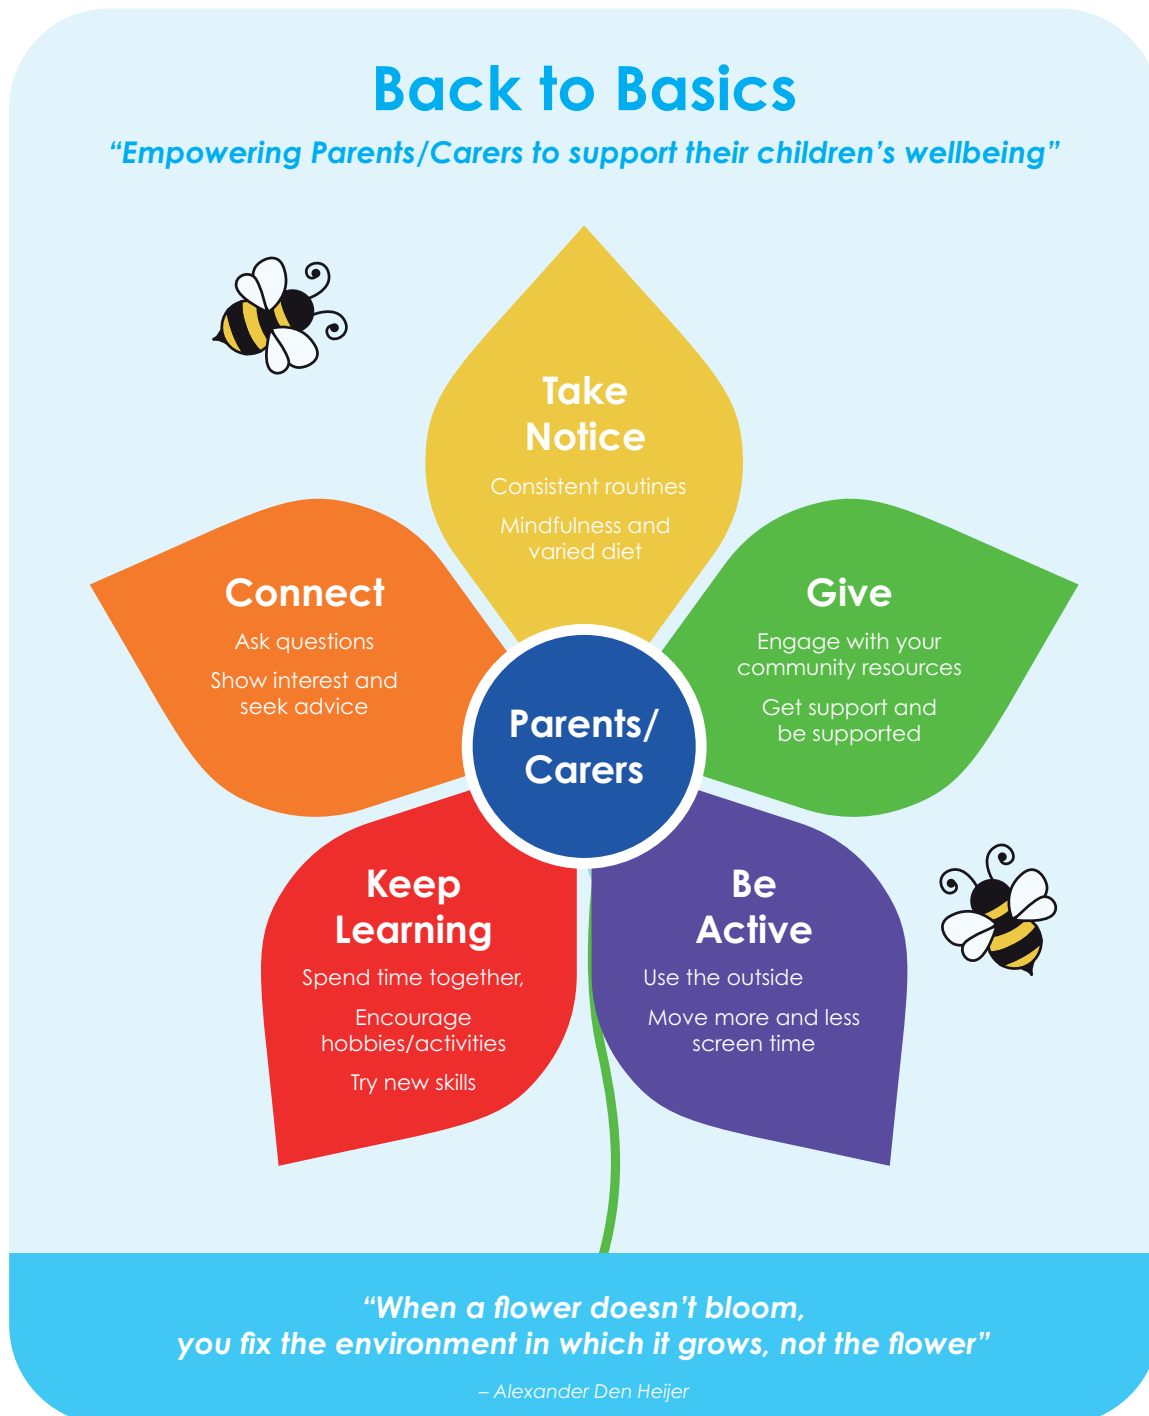 Back to Basics
“Empowering Parents/Carers to support their children’s wellbeing”
Take
Notice
Consistent routines
Mindfulness and
varied diet
Connect
Ask questions
Show interest and
seek advice
Give
Engage with your
community resources
Get support and
be supported
Parents/
Carers
Keep
Learning
Spend time together,
Encourage
hobbies/activities
Try new skills
Be
Active
Use the outside
Move more and less
screen time
“When a flower doesn’t bloom,
you fix the environment in which it grows, not the flower”
– Alexander Den Heijer